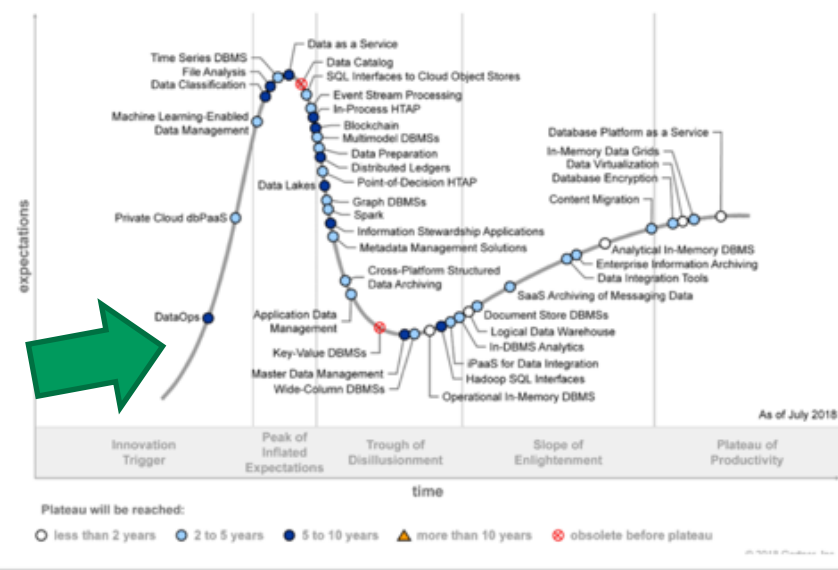 Data as a Service
Time Series DBMS
File Analysis
Data Classification
Data Catalog
SQL Interfaces to Cloud Object Stores
Event Stream Processing
In-Process HTAP
Machine Learning-Enabled
Data Management
Blockchain
Multimodel DBMSs
Data Preparation
Distributed Ledgers
Point-of-Decision HTAP
Data Lakes
Graph DBMSs
Spark
Private Cloud dbPaaS
Information Stewardship Applications
Metadata Management Solutions
Cross-Platform Structured
Data Archiving
DataOps
Application Data
Management
Key-Value DBMSs
Master Data Management
Wide-Column DBMSs
Database Platform as a Service
In-Memory Data Grids
Data Virtualization
Database Encryption
Content Migration
Analytical In-Memory DBMS
Enterprise Information Archiving
Data Integration Tools
SaaS Archiving of Messaging Data
Document Store DBMSs
Logical Data Warehouse
In-DBMS Analytics
iPaaS for Data Integration
Hadoop SQL Interfaces
Operational In-Memory DBMS
expectations
As of July 2018
Innovation
Trigger
Peak of
Inflated
Expectations
Trough of
Disillusionment
Slope of
Enlightenment
Plateau of
Productivity
time
Plateau will be reached:
less than 2 years
2 to 5 years
5 to 10 years
more than 10 years
obsolete before plateau